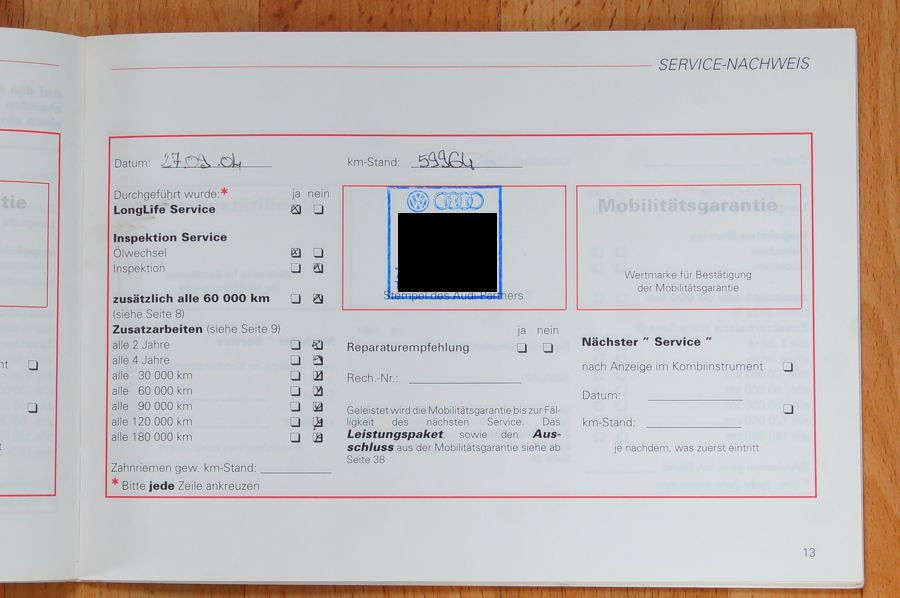 SERVICE-NACHWEIS
Datum: 27.09.04 km-Stand: 59964
Durchgeführt wurde:* ja nein
LongLife Service
Inspektion Service
Ölwechsel
Inspektion
zusätzlich alle 60 000 km
(siehe Seite 8)
Zusatzarbeiten (siehe Seite 9)
alle 2 Jahre
alle 4 Jahre
alle 30 000 km
alle 60 000 km
alle 90 000 km
alle 120 000 km
alle 180 000 km
Zahnriemen gew. km-Stand:
* Bitte jede Zeile ankreuzen
Stempel des Audi Partners
ja nein
Reparaturempfehlung
Rech.-Nr.:
Geleistet wird die Mobilitätsgarantie bis zur Fäl-
ligkeit des nächsten Service. Das
Leistungspaket, sowie den Aus-
schluss aus der Mobilitätsgarantie siehe ab
Seite 38
Mobilitätsgarantie
Wertmarke für Bestätigung
der Mobilitätsgarantie
Nächster " Service "
nach Anzeige im Kombiinstrument
Datum:
km-Stand:
je nachdem, was zuerst eintritt
13